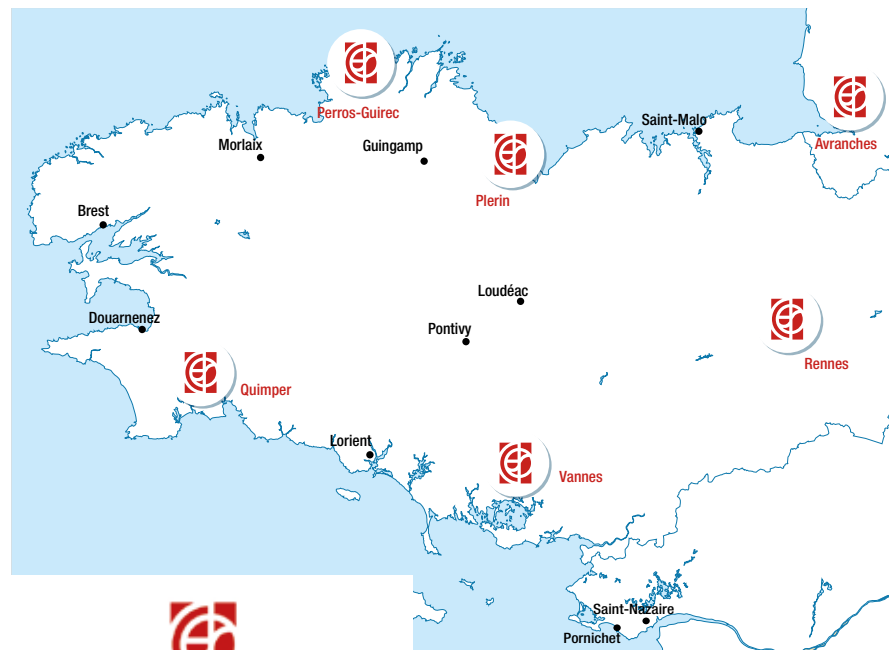 Perros-Guirec
Saint-Malo
Avranches
Morlaix
Guingamp
Plerin
Brest
Loudéac
Douarnenez
Pontivy
Rennes
Quimper
Lorient
Vannes
Saint-Nazaire
Pornichet